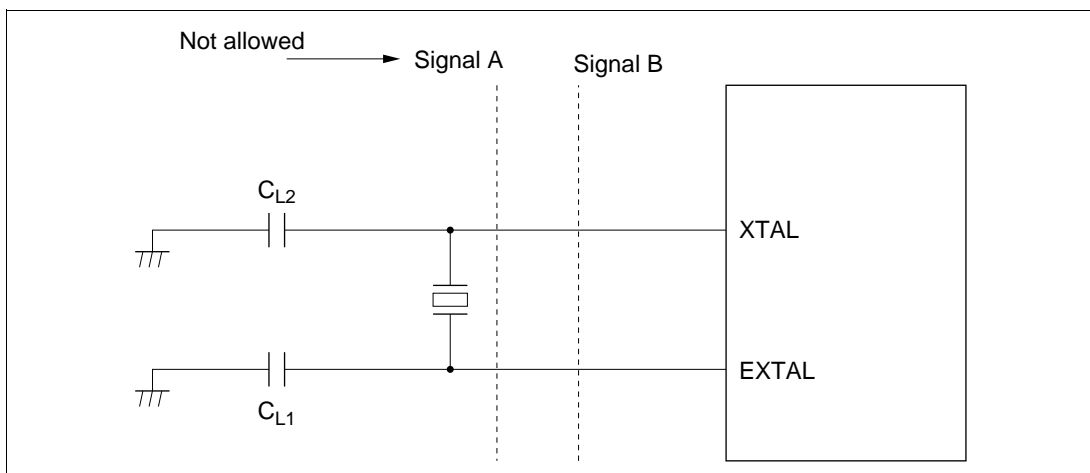 Not allowed
Signal A
Signal B
CL2
XTAL
EXTAL
CL1